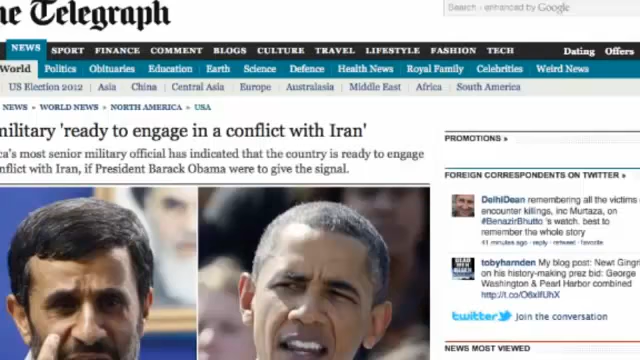 he Telegraph
Search - enhanced by Google
NEWS SPORT FINANCE COMMENT BLOGS CULTURE TRAVEL LIFESTYLE FASHION TECH Dating Offers
World Politics Obituaries Education Earth Science Defence Health News Royal Family Celebrities Weird News
US Election 2012 Asia China Central Asia Europe Australasia Middle East Africa South America
NEWS » WORLD NEWS » NORTH AMERICA » USA
military 'ready to engage in a conflict with Iran'
ca's most senior military official has indicated that the country is ready to engage
nflict with Iran, if President Barack Obama were to give the signal.
PROMOTIONS »
FOREIGN CORRESPONDENTS ON TWITTER »
DelhiDean remembering all the victims
encounter killings, inc Murtaza, on
#BenazirBhutto 's watch. best to
remember the whole story
41 minutes ago · reply · retweet · favorite
tobyharnden My blog post: Newt Gingri
on his history-making prez bid: George
Washington & Pearl Harbor combined
twitter Join the conversation
NEWS MOST VIEWED